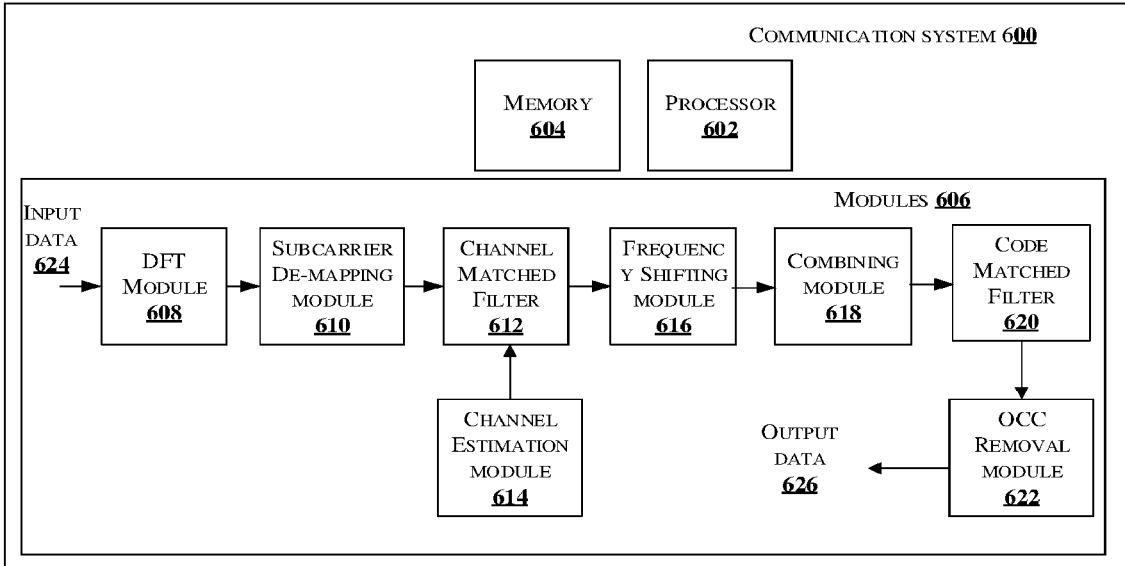 COMMUNICATION SYSTEM 600
MEMORY
604
PROCESSOR
602
MODULES 606
INPUT
DATA
624
DFT
MODULE
608
SUBCARRIER
DE-MAPPING
MODULE
610
CHANNEL
MATCHED
FILTER
612
FREQUENC
Y SHIFTING
MODULE
616
COMBINING
MODULE
618
CODE
MATCHED
FILTER
620
CHANNEL
ESTIMATION
MODULE
614
OUTPUT
DATA
626
OCC
REMOVAL
MODULE
622